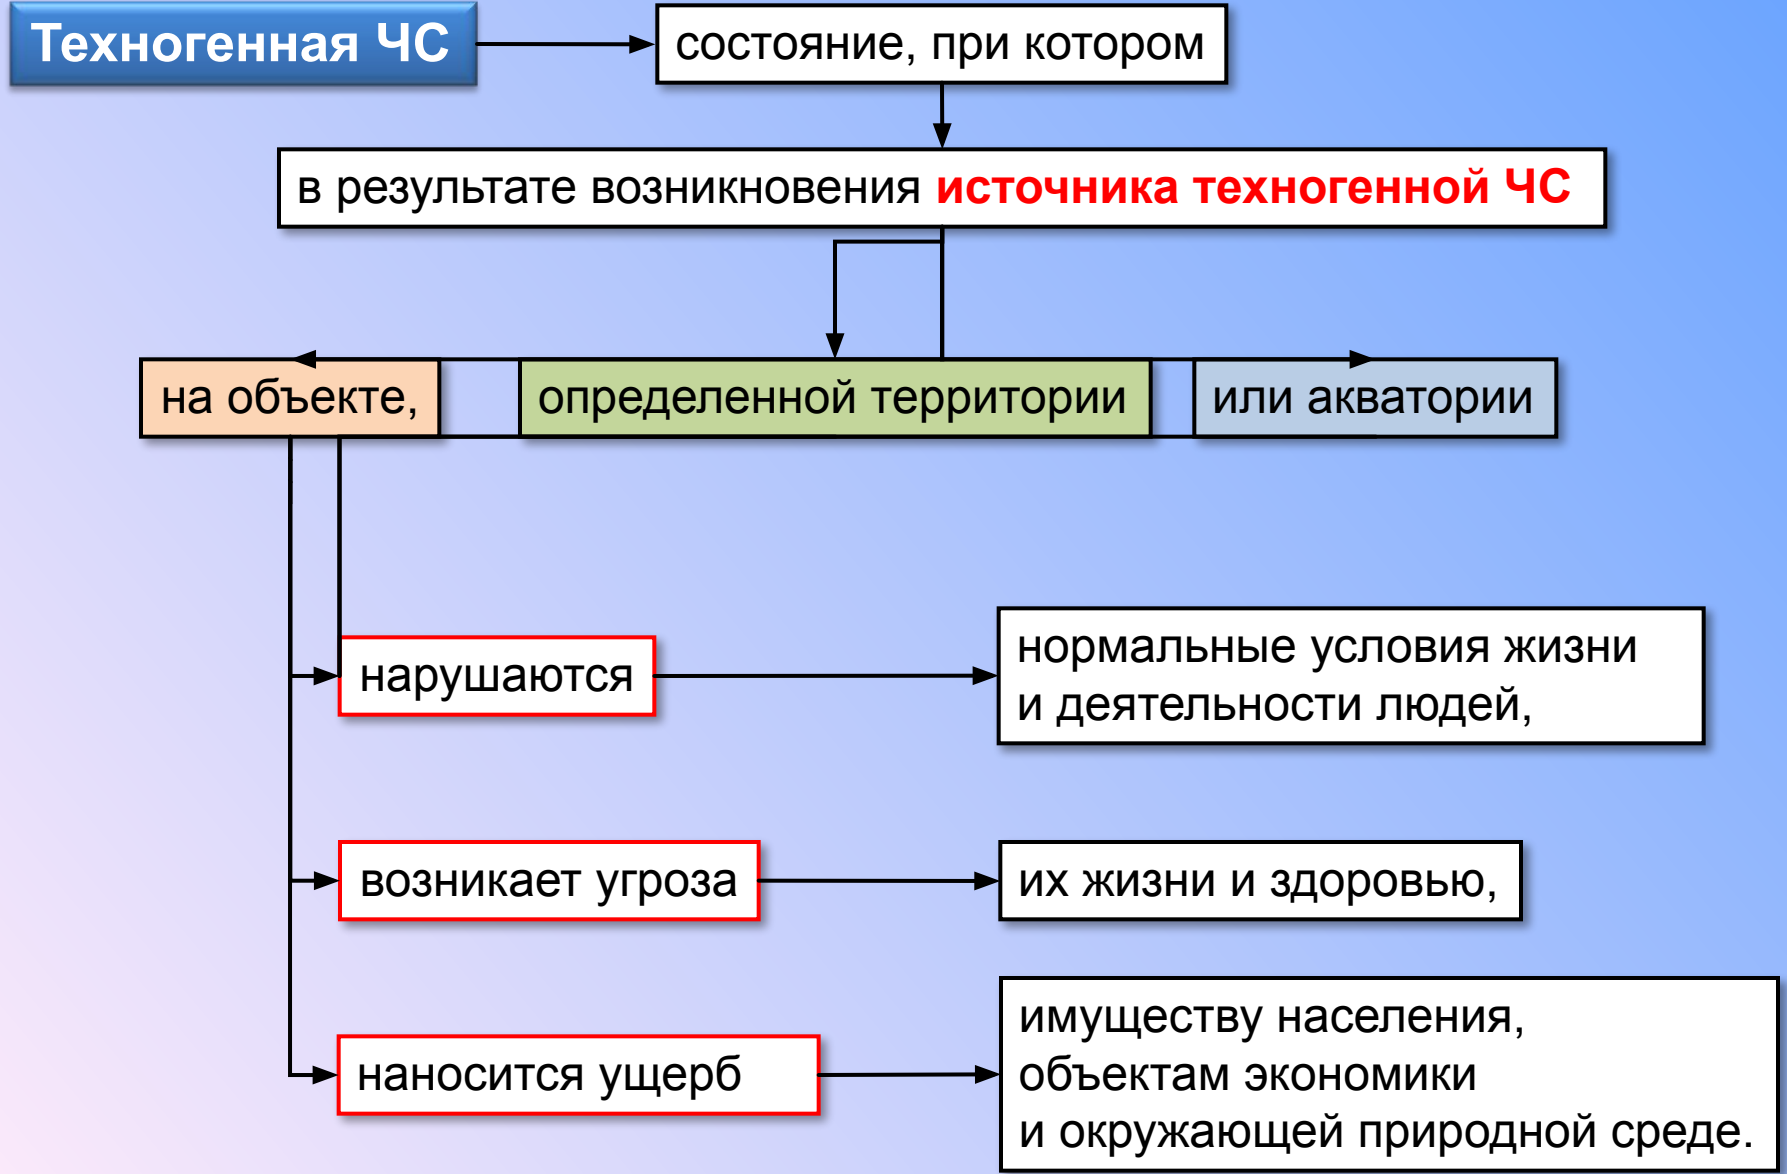 Техногенная ЧС
состояние, при котором
в результате возникновения источника техногенной ЧС
на объекте,
определенной территории
или акватории
нарушаются
нормальные условия жизни
и деятельности людей,
возникает угроза
их жизни и здоровью,
наносится ущерб
имуществу населения,
объектам экономики
и окружающей природной среде.